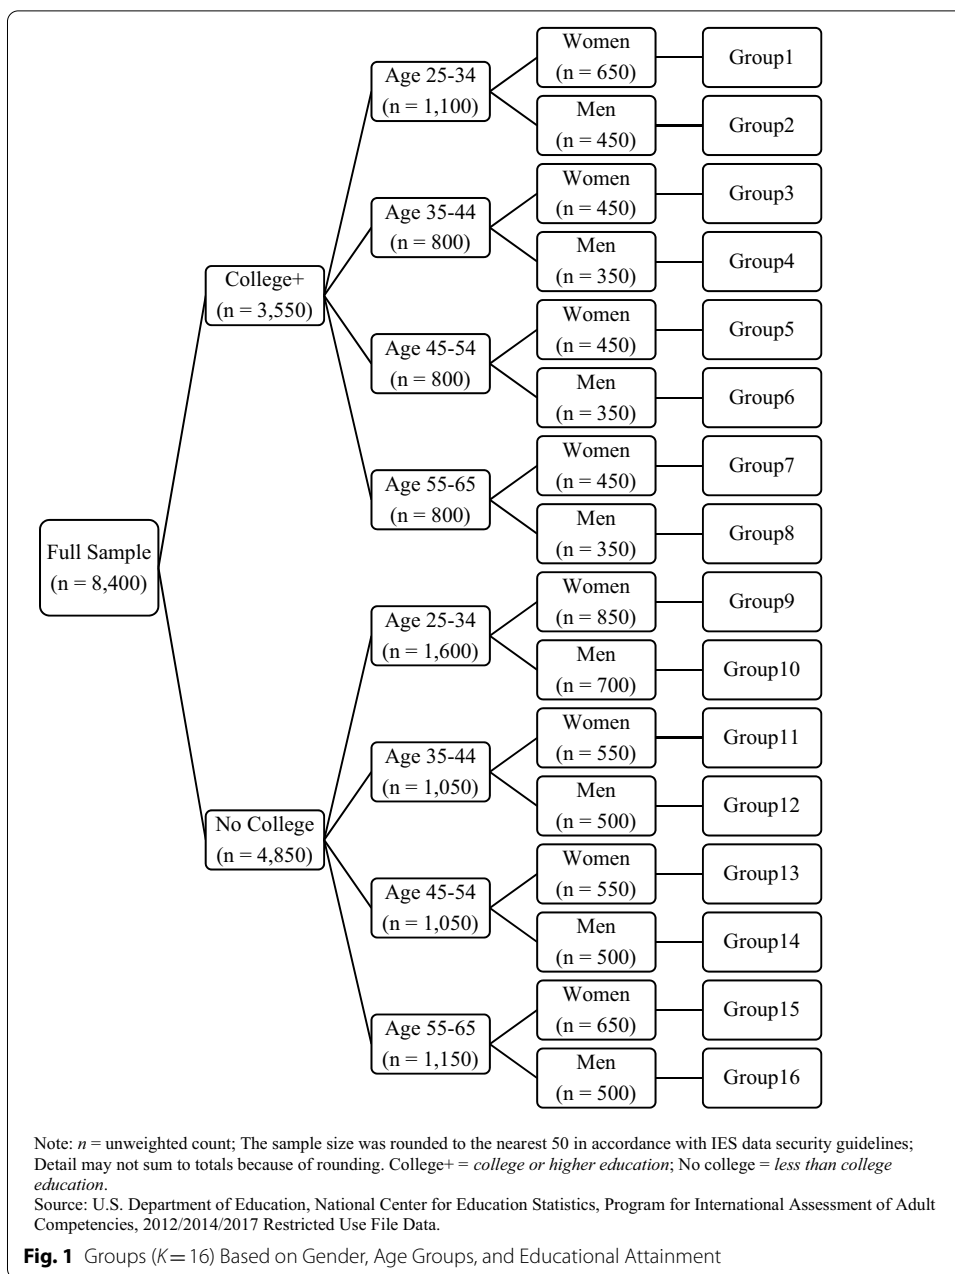 Women
(n = 650)
Group1
Age 25-34
(n = 1,100)
Men
(n = 450)
Group2
Women
(n = 450)
Group3
Age 35-44
(n = 800)
Men
(n = 350)
Group4
College+
(n = 3,550)
Women
(n = 450)
Group5
Age 45-54
(n = 800)
Men
(n = 350)
Group6
Women
(n = 450)
Group7
Age 55-65
(n = 800)
Men
(n = 350)
Group8
Full Sample
(n = 8,400)
Women
(n = 850)
Group9
Age 25-34
(n = 1,600)
Men
(n = 700)
Group10
Women
(n = 550)
Group11
Age 35-44
(n = 1,050)
Men
(n = 500)
Group12
No College
(n = 4,850)
Women
(n = 550)
Group13
Age 45-54
(n = 1,050)
Men
(n = 500)
Group14
Women
(n = 650)
Group15
Age 55-65
(n = 1,150)
Men
(n = 500)
Group16
Note: n = unweighted count; The sample size was rounded to the nearest 50 in accordance with IES data security guidelines;
Detail may not sum to totals because of rounding. College+ = college or higher education; No college = less than college
education.
Source: U.S. Department of Education, National Center for Education Statistics, Program for International Assessment of Adult
Competencies, 2012/2014/2017 Restricted Use File Data.
Fig. 1 Groups (K = 16) Based on Gender, Age Groups, and Educational Attainment